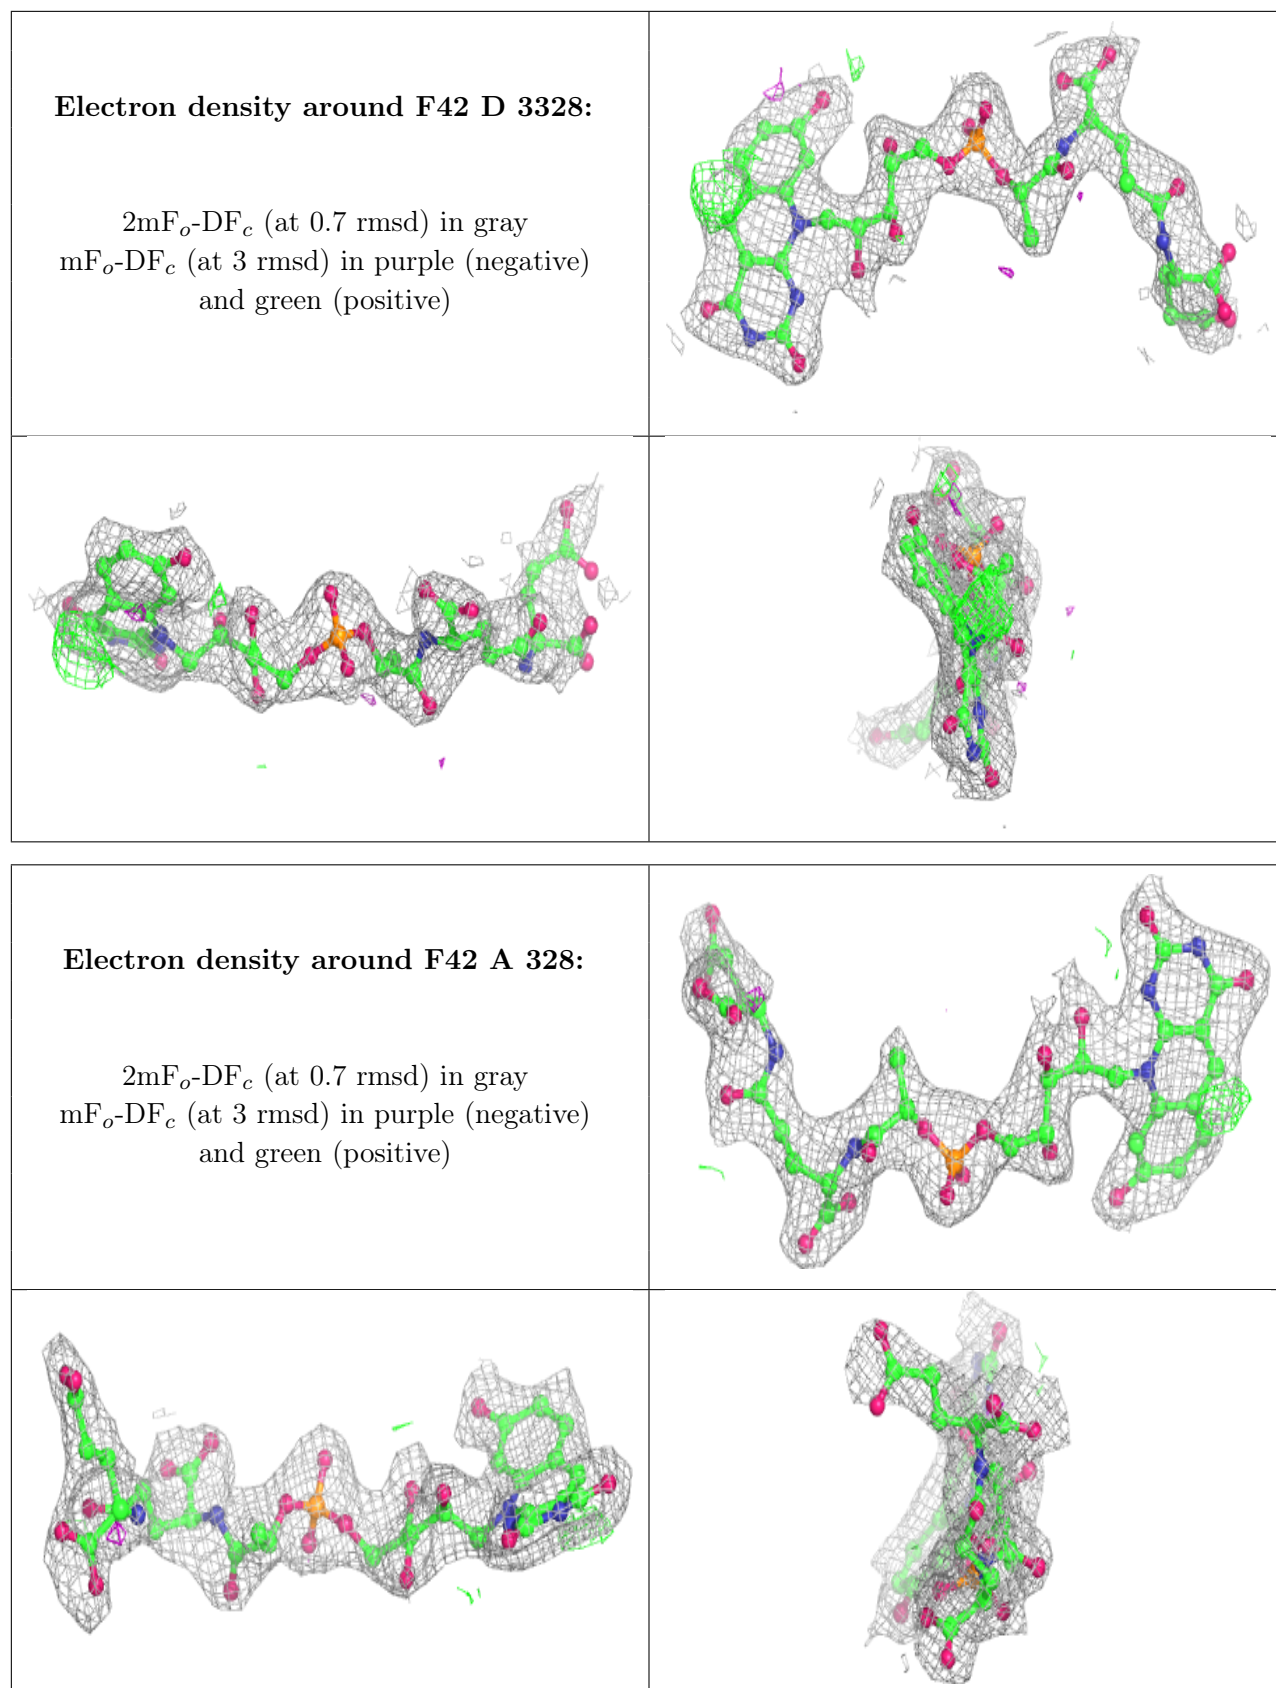 Electron density around F42 D 3328:
2mFo-DFc (at 0.7 rmsd) in gray
mFo-DFc (at 3 rmsd) in purple (negative)
and green (positive)
Electron density around F42 A 328:
2mFo-DFc (at 0.7 rmsd) in gray
mFo-DFc (at 3 rmsd) in purple (negative)
and green (positive)